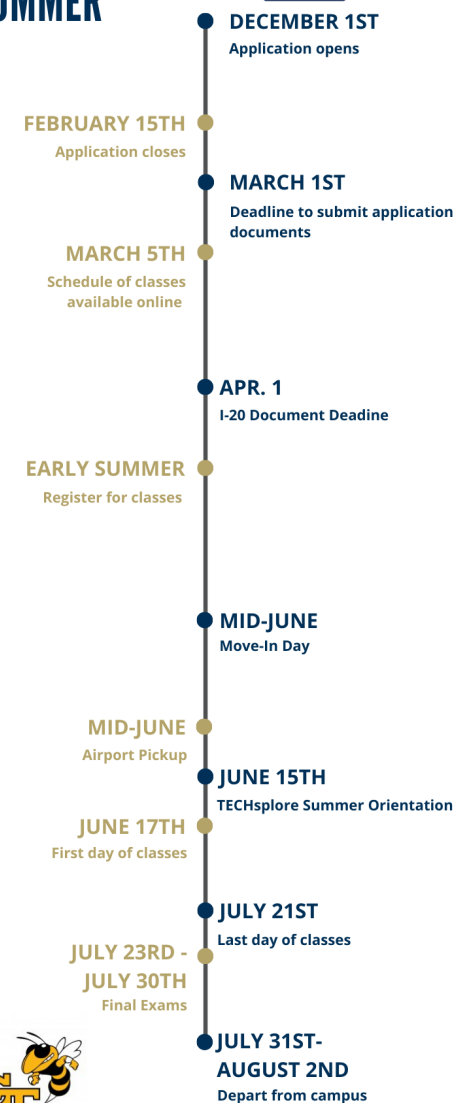 DECEMBER 1ST
Application opens
FEBRUARY 15TH
Application closes
MARCH 1ST
Deadline to submit application
documents
MARCH 5TH
Schedule of classes
available online
APR. 1
I-20 Document Deadine
EARLY SUMMER
Register for classes
MID-JUNE
Move-In Day
MID-JUNE
Airport Pickup
JUNE 15TH
TECHsplore Summer Orientation
JUNE 17TH
First day of classes
JULY 21ST
Last day of classes
JULY 23RD -
JULY 30TH
Final Exams
JULY 31ST-
AUGUST 2ND
Depart from campus